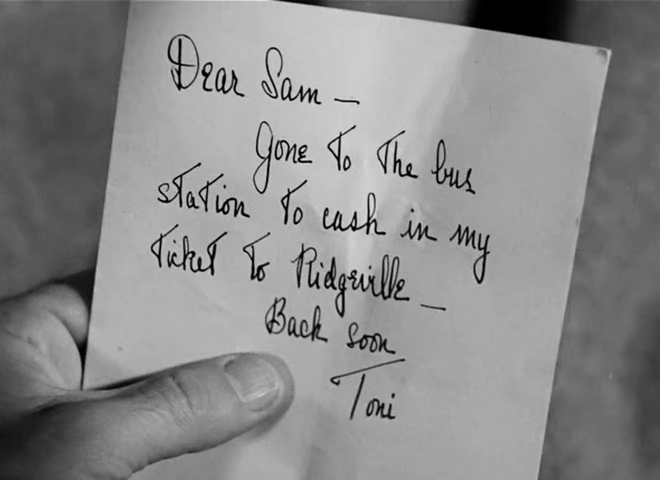 Dear Sam —
Gone To The bus
station To cash in my
Ticket To Ridgeville —
Back soon
Toni